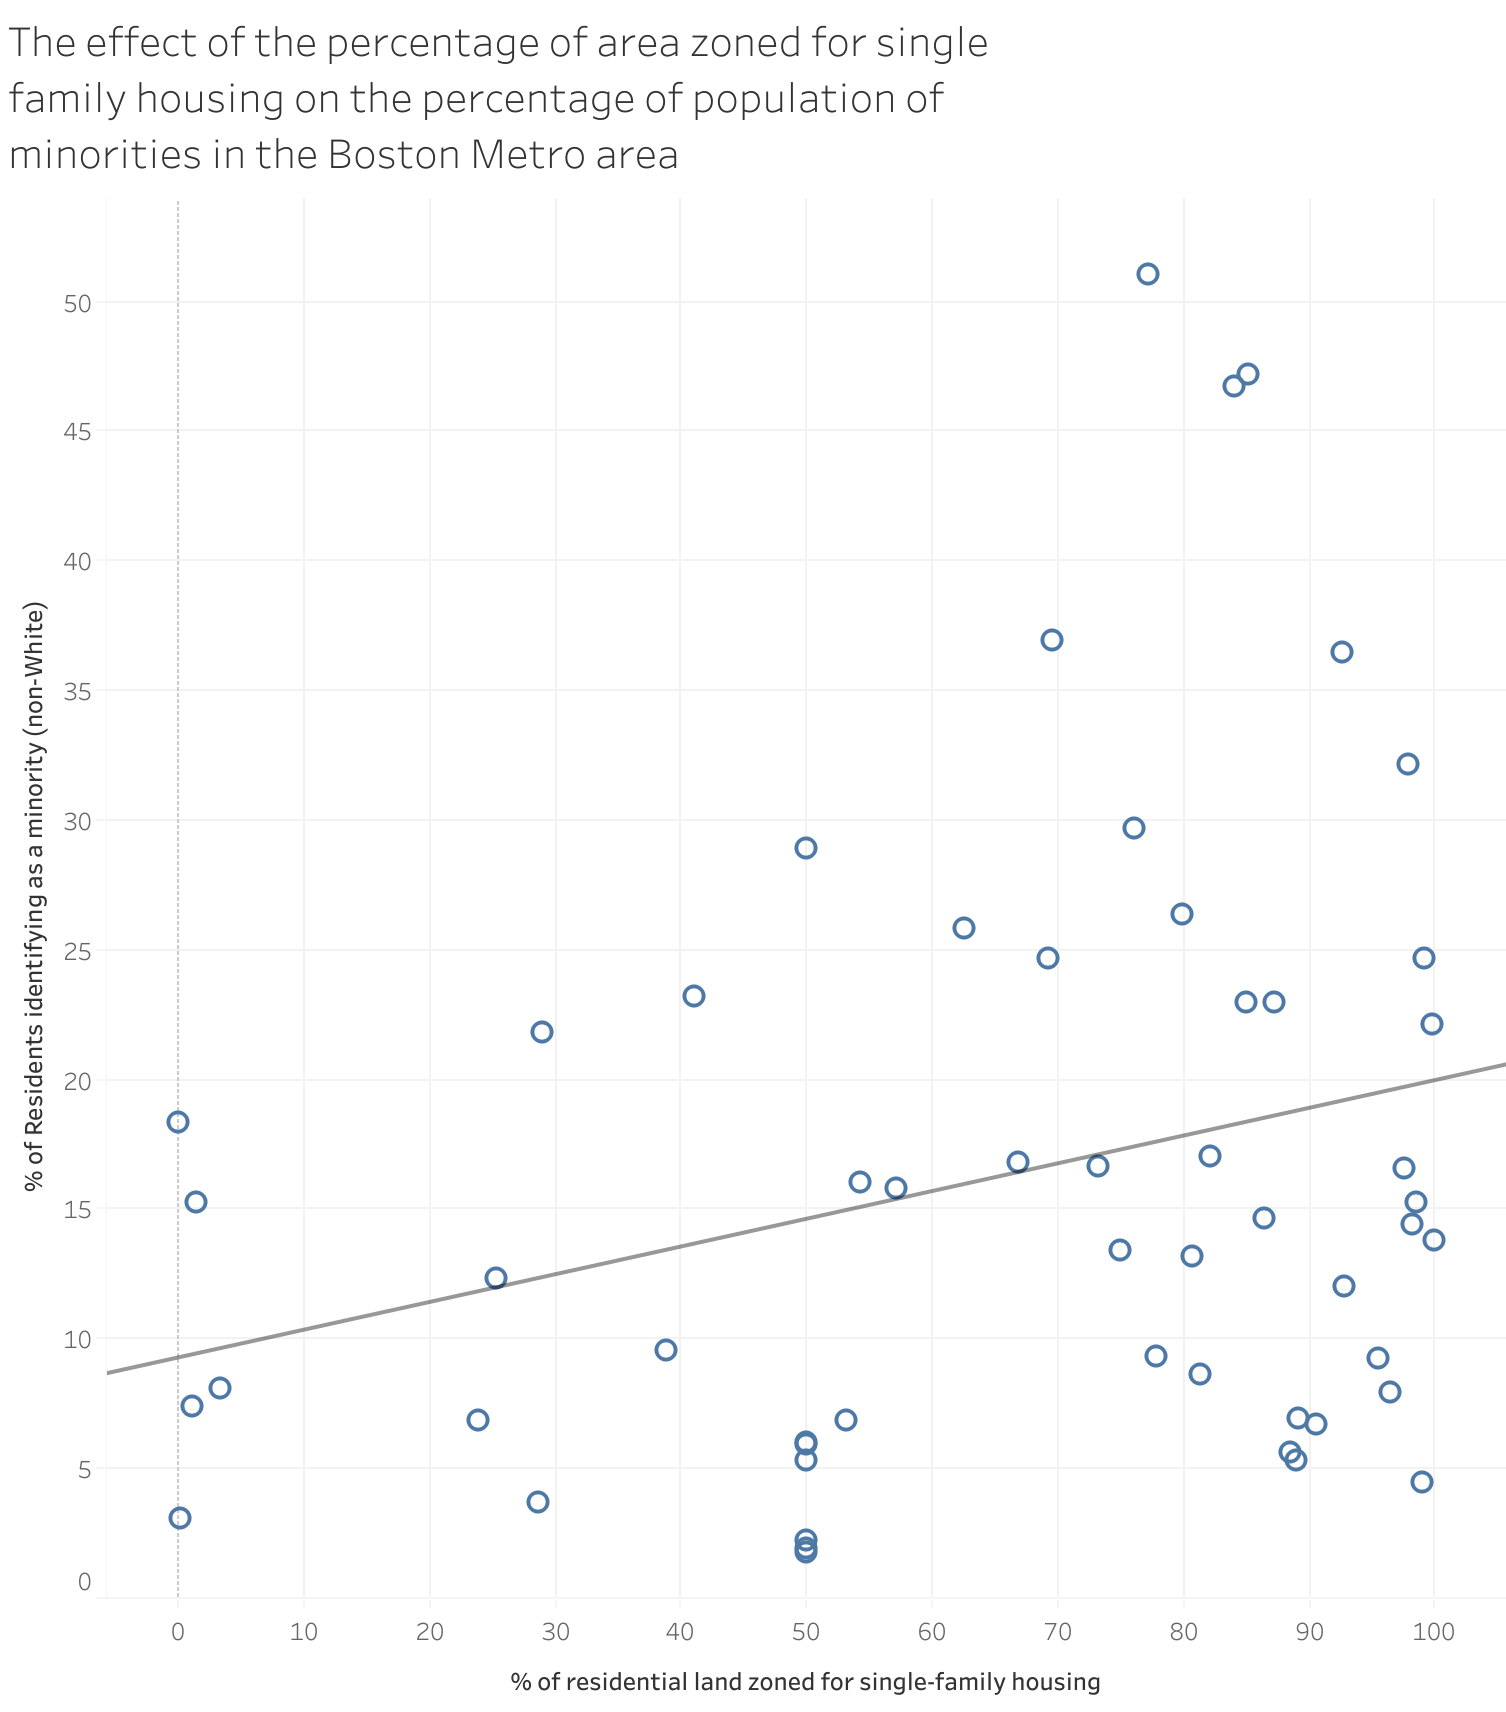 The effect of the percentage of area zoned for single
family housing on the percentage of population of
minorities in the Boston Metro area
% of Residents identifying as a minority (non-White)
50
45
40
35
30
25
20
15
10
5
0
0 10 20 30 40 50 60 70 80 90 100
% of residential land zoned for single-family housing